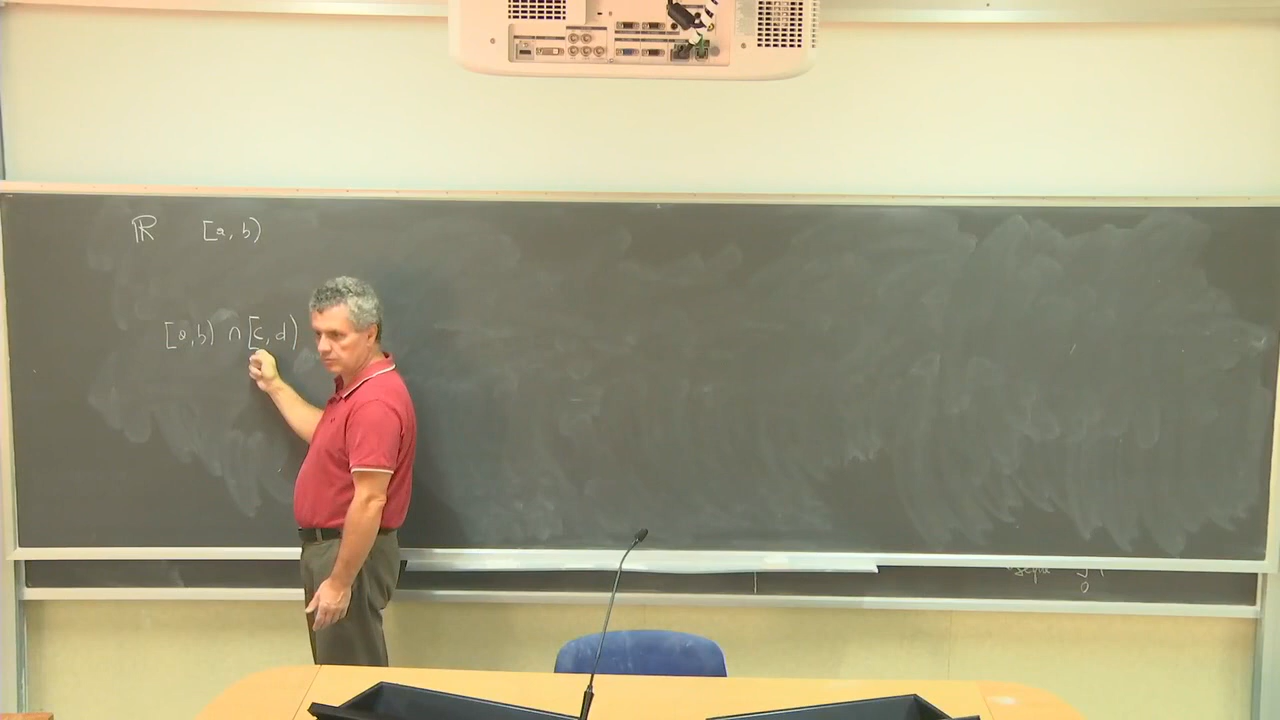 ℝ [a, b)
[a,b) ∩ [c, d)